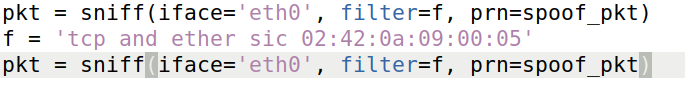 pkt = sniff(iface='eth0', filter=f, prn=spoof_pkt)
f = 'tcp and ether sic 02:42:0a:09:00:05'
pkt = sniff(iface='eth0', filter=f, prn=spoof_pkt)